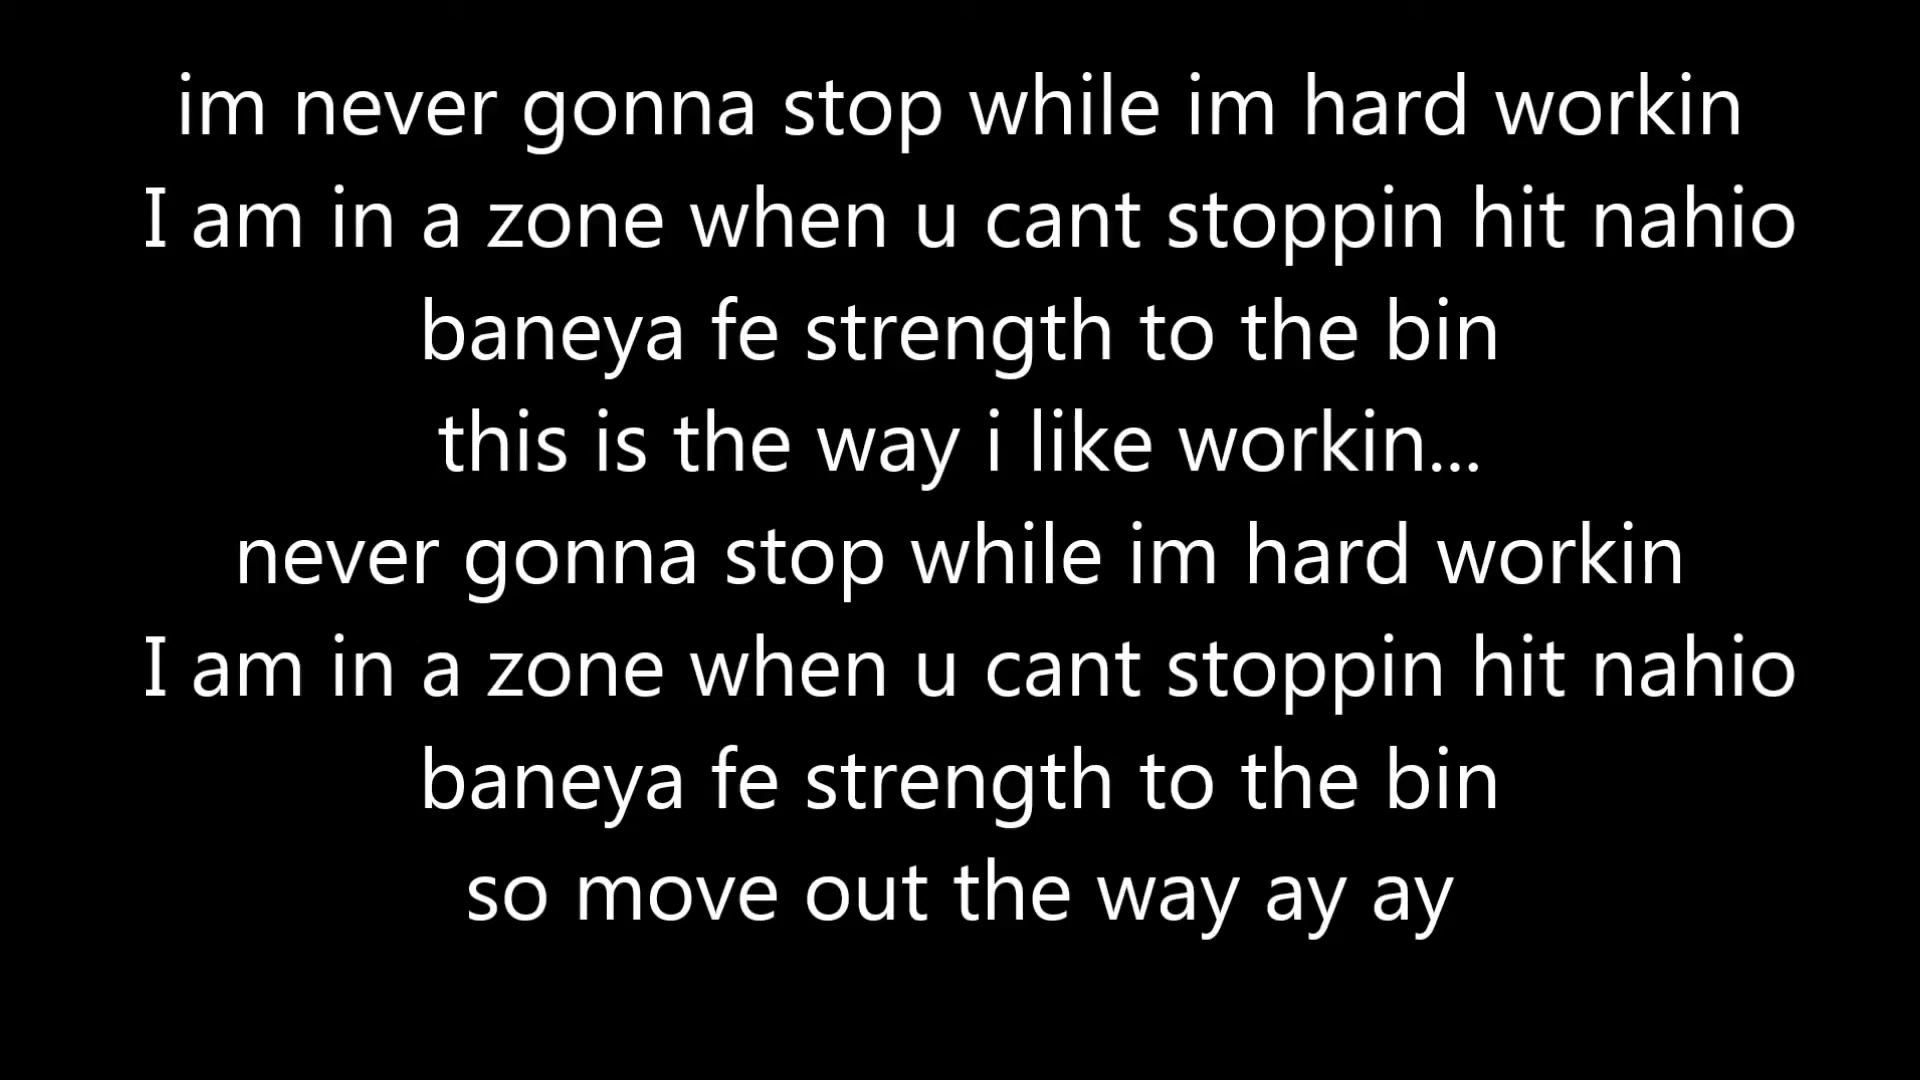 im never gonna stop while im hard workin
I am in a zone when u cant stoppin hit nahio
baneya fe strength to the bin
this is the way i like workin...
never gonna stop while im hard workin
I am in a zone when u cant stoppin hit nahio
baneya fe strength to the bin
so move out the way ay ay